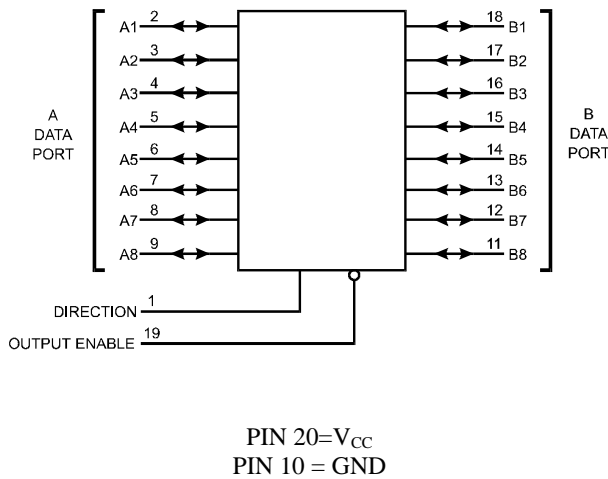 A1 2 18 B1
A2 3 17 B2
A3 4 16 B3
A4 5 15 B4
A5 6 14 B5
A6 7 13 B6
A7 8 12 B7
A8 9 11 B8
A
DATA
PORT
B
DATA
PORT
DIRECTION 1
OUTPUT ENABLE 19
PIN 20=VCC
PIN 10 = GND